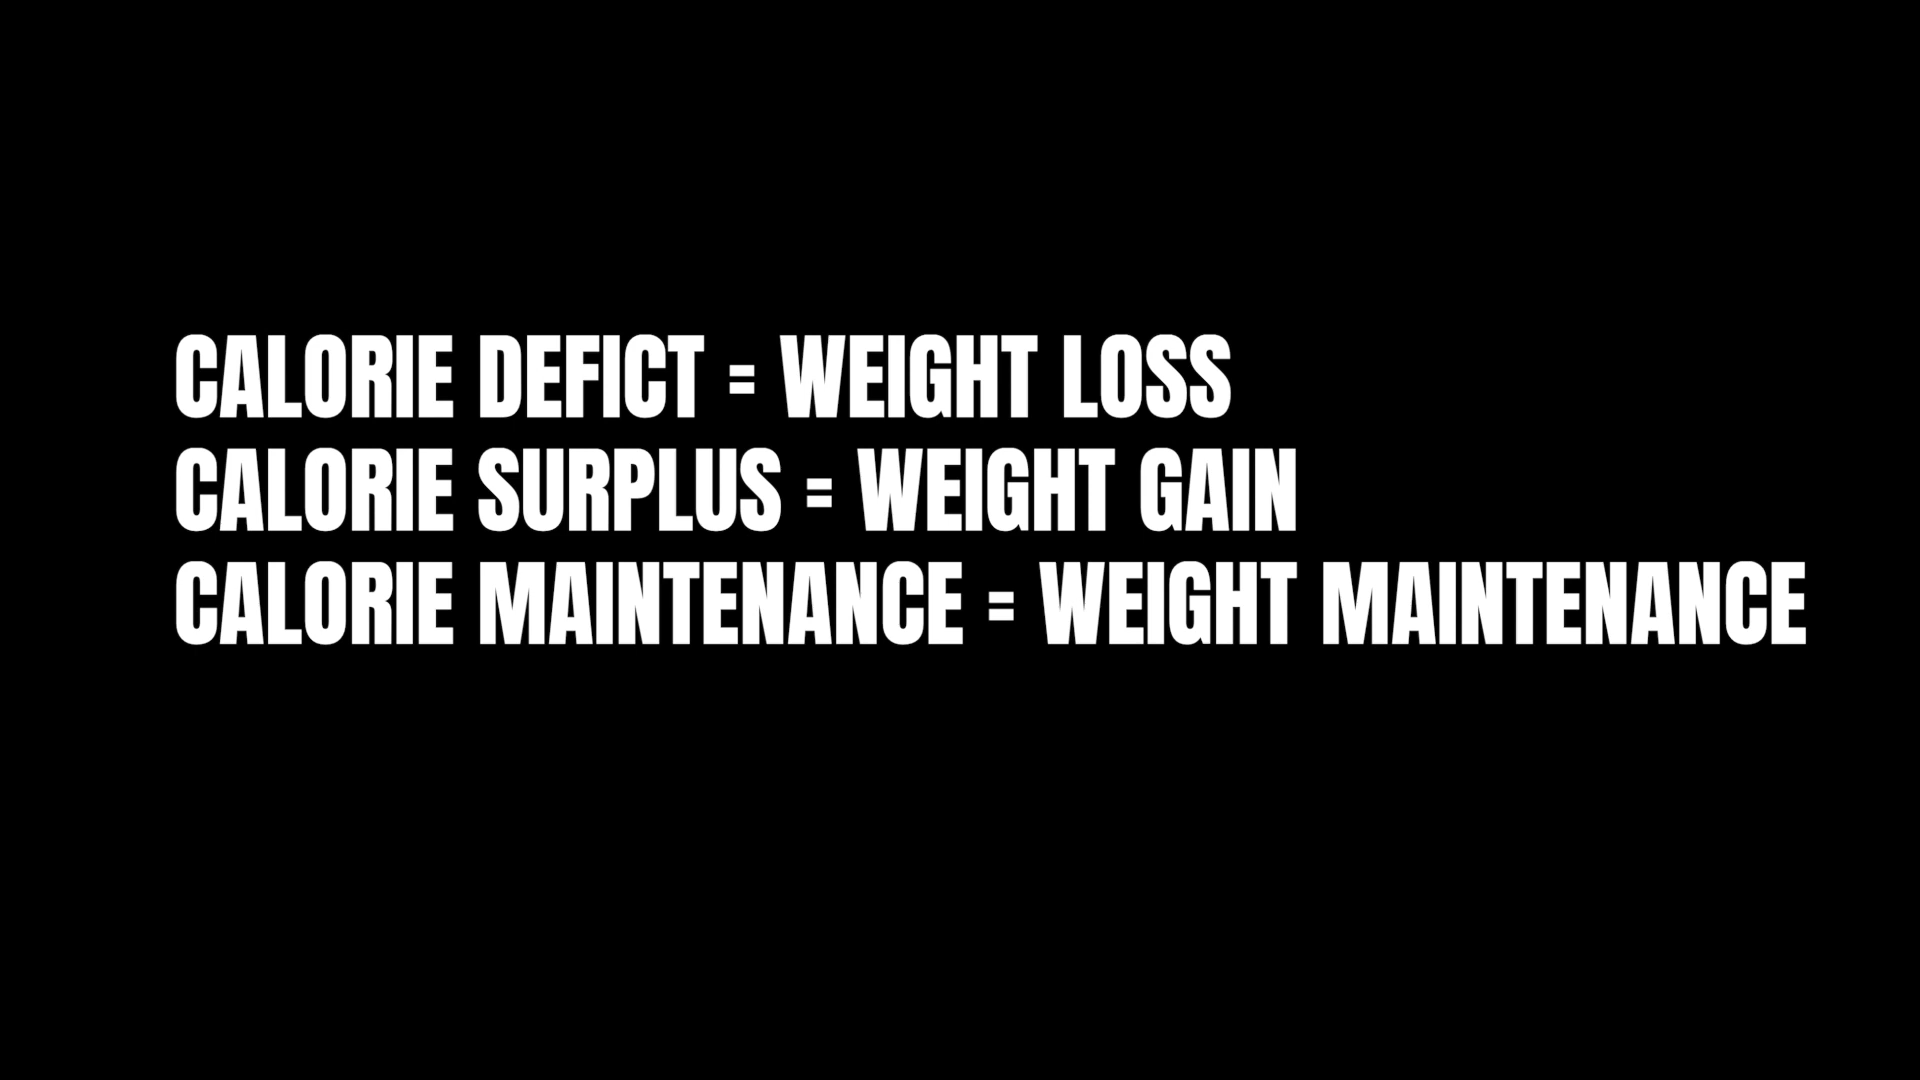 CALORIE DEFICT = WEIGHT LOSS
CALORIE SURPLUS = WEIGHT GAIN
CALORIE MAINTENANCE = WEIGHT MAINTENANCE